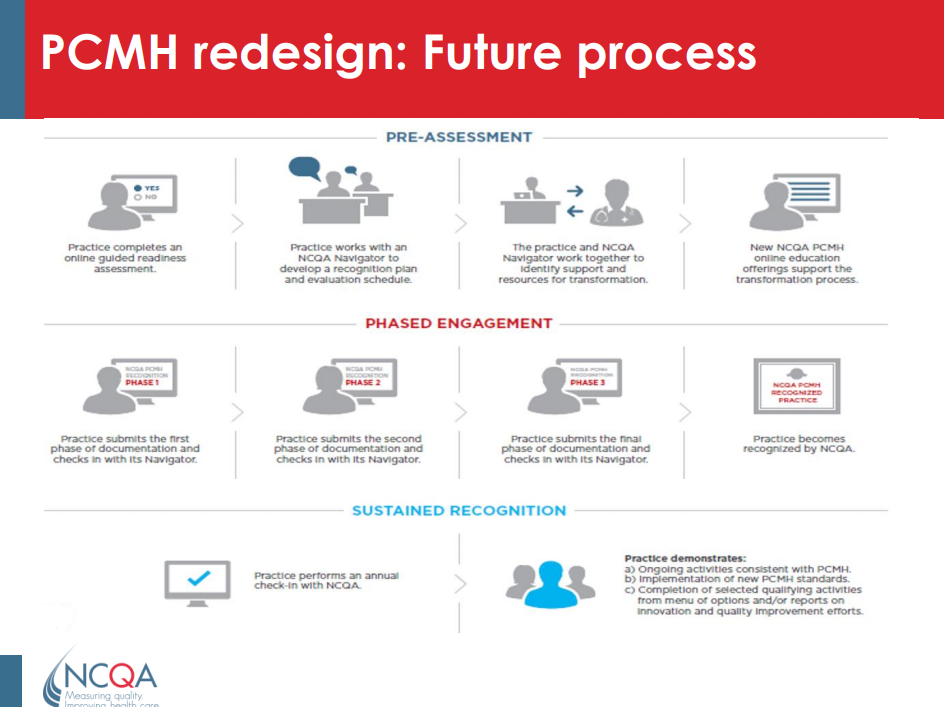 PCMH redesign: Future process
PRE-ASSESSMENT
YES
NO
Practice completes an
online guided readiness
assessment.
Practice works with an
NCQA Navigator to
develop a recognition plan
and evaluation schedule.
The practice and NCQA
Navigator work together to
identify support and
resources for transformation.
New NCQA PCMH
online education
offerings support the
transformation process.
PHASED ENGAGEMENT
NCQA PCMH
RECOGNITION
PHASE 1
Practice submits the first
phase of documentation and
checks in with its Navigator.
NCQA PCMH
RECOGNITION
PHASE 2
Practice submits the second
phase of documentation and
checks in with its Navigator.
NCQA PCMH
RECOGNITION
PHASE 3
Practice submits the final
phase of documentation and
checks in with its Navigator.
NCQA PCMH
RECOGNIZED
PRACTICE
Practice becomes
recognized by NCQA.
SUSTAINED RECOGNITION
Practice performs an annual
check-in with NCQA.
Practice demonstrates:
a) Ongoing activities consistent with PCMH.
b) Implementation of new PCMH standards.
c) Completion of selected qualifying activities
from menu of options and/or reports on
innovation and quality improvement efforts.
NCQA
Measuring quality.
Improving health care.